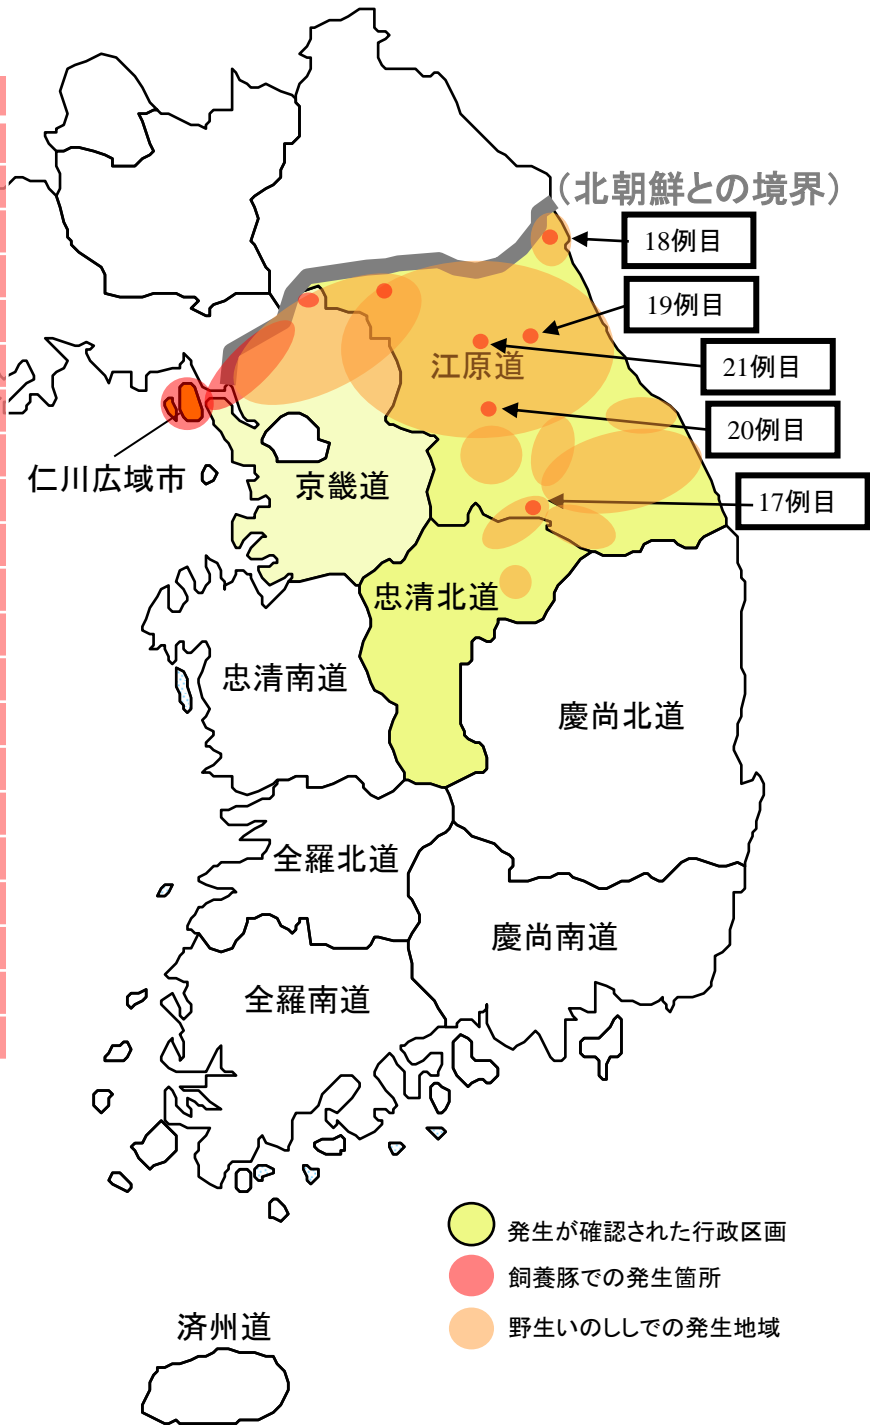 （北朝鮮との境界）
18例目
19例目
21例目
江原道
20例目
仁川広域市
京畿道
17例目
忠清北道
忠清南道
慶尚北道
全羅北道
慶尚南道
全羅南道
発生が確認された行政区画
飼養豚での発生箇所
済州道
野生いのししでの発生地域